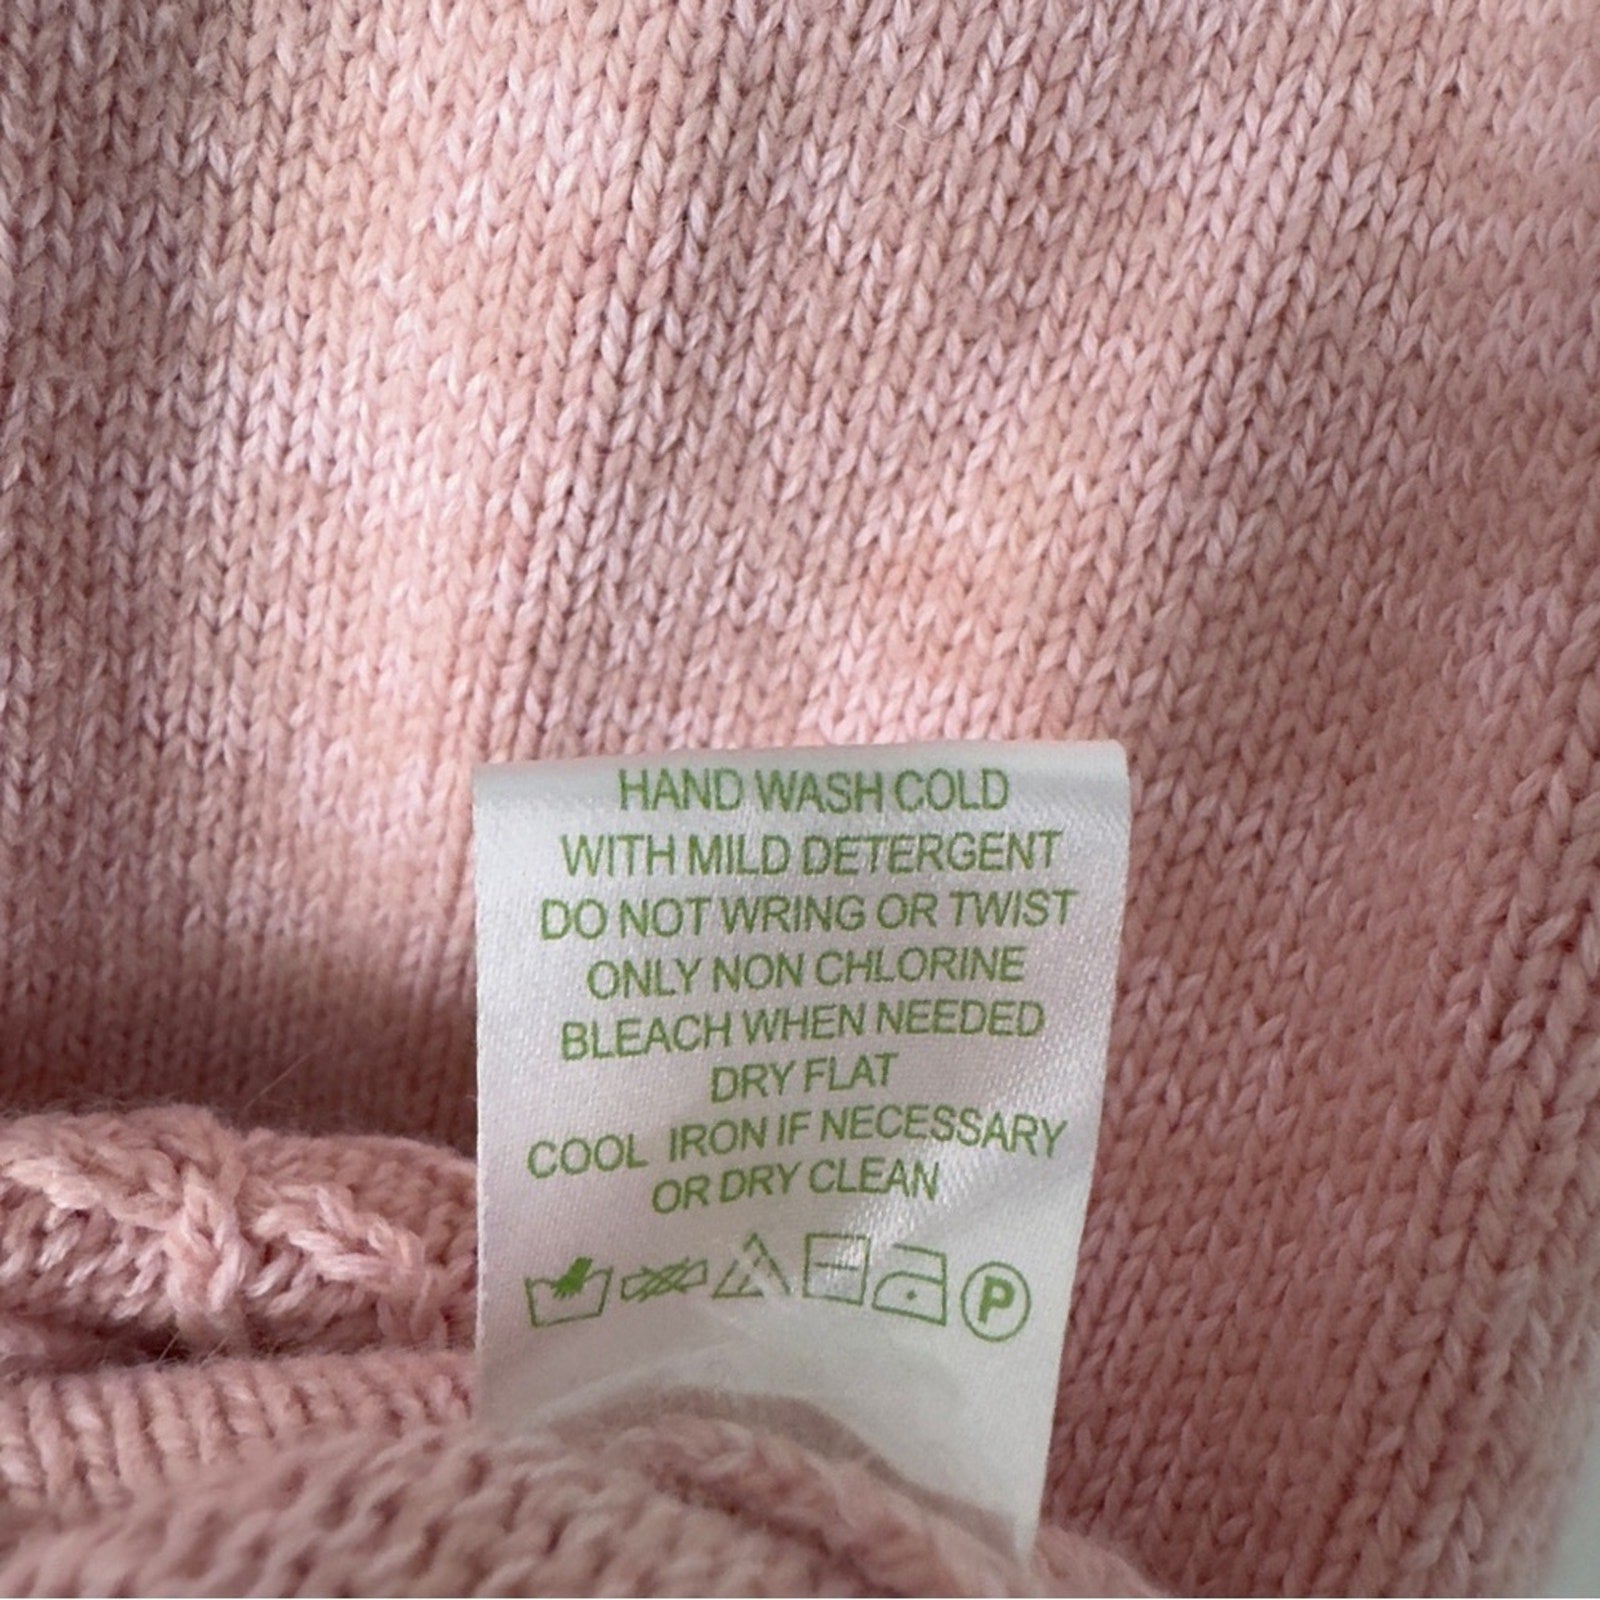 HAND WASH COLD
WITH MILD DETERGENT
DO NOT WRING OR TWIST
ONLY NON CHLORINE
BLEACH WHEN NEEDED
DRY FLAT
COOL IRON IF NECESSARY
OR DRY CLEAN
P